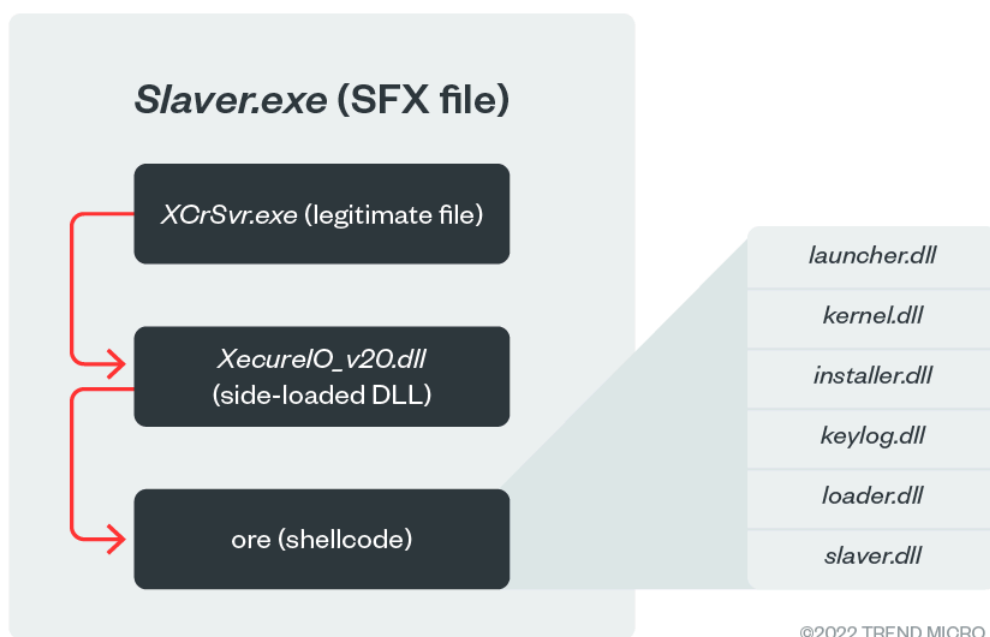 Slaver.exe (SFX file)
XCrSvr.exe (legitimate file)
XecureIO_v20.dll
(side-loaded DLL)
ore (shellcode)
launcher.dll
kernel.dll
installer.dll
keylog.dll
loader.dll
slaver.dll
©2022 TREND MICRO